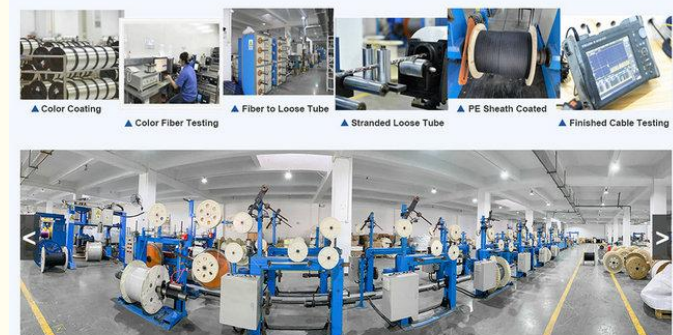 ▲ Color Coating
▲ Color Fiber Testing
▲ Fiber to Loose Tube
▲ Stranded Loose Tube
▲ PE Sheath Coated
▲ Finished Cable Testing
< >